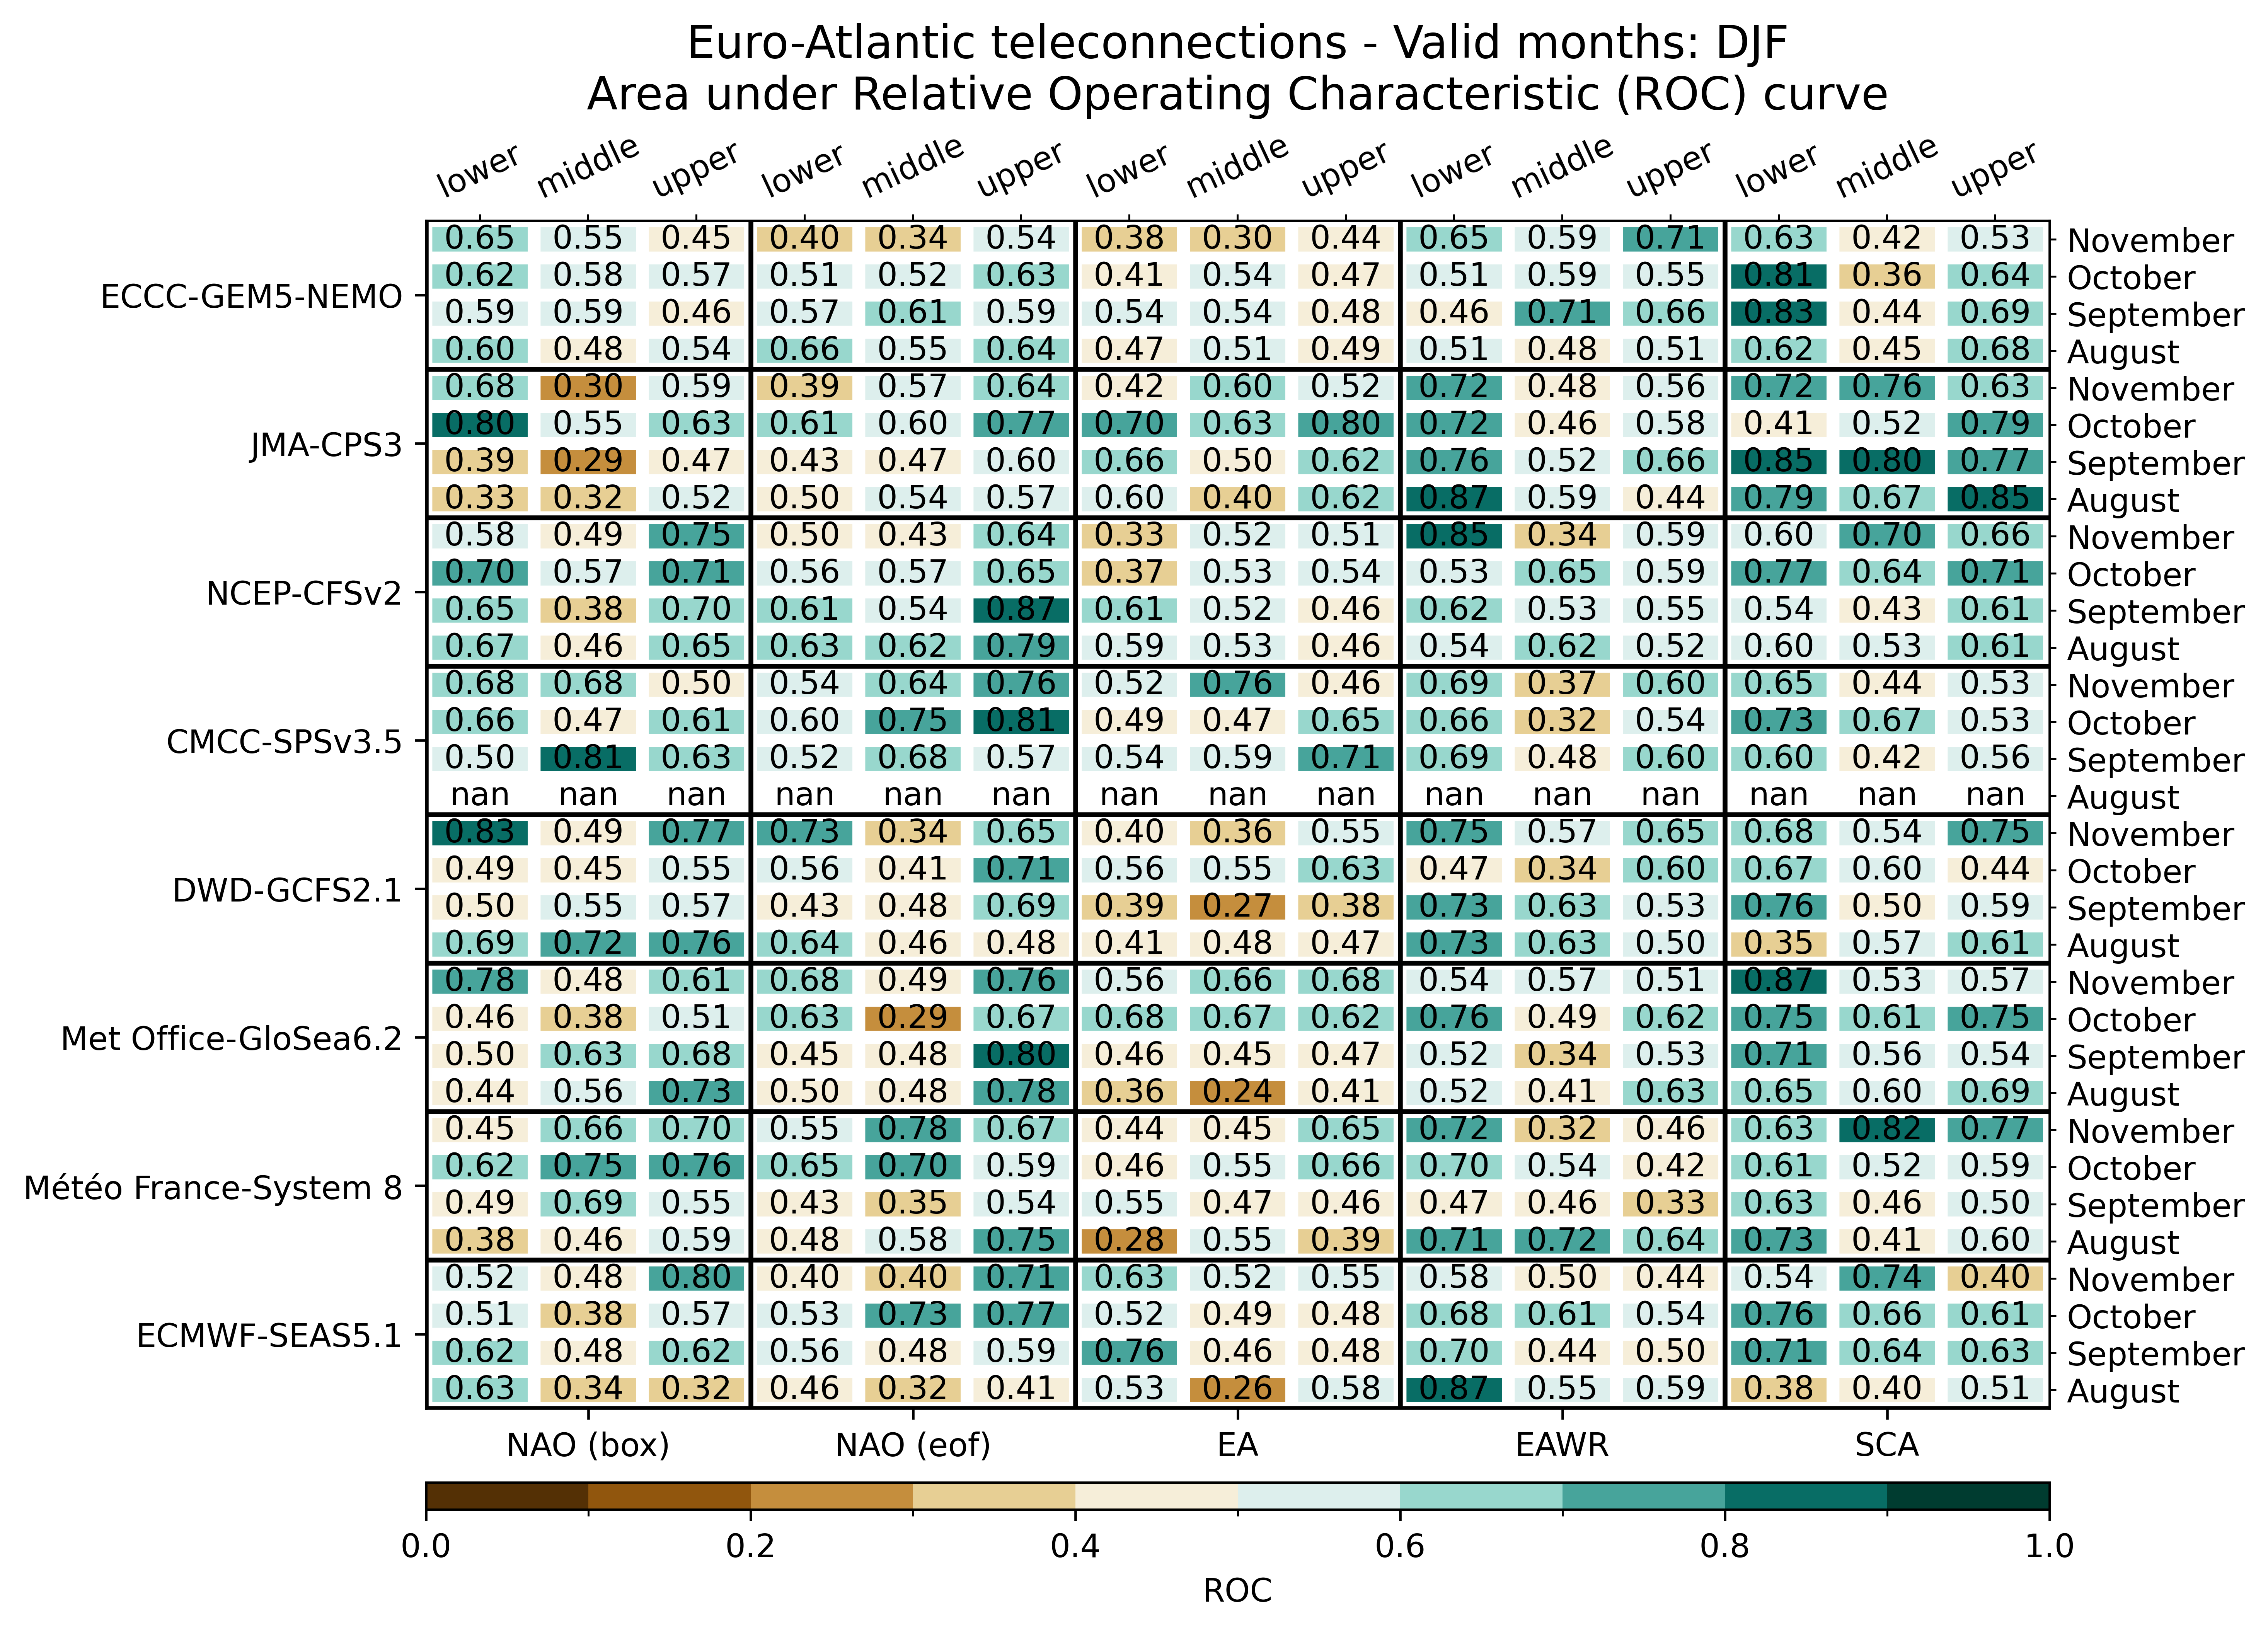 Euro-Atlantic teleconnections - Valid months: DJF
Area under Relative Operating Characteristic (ROC) curve
lower middle upper lower middle upper lower middle upper lower middle upper lower middle upper
0.65 0.55 0.45 0.40 0.34 0.54 0.38 0.30 0.44 0.65 0.59 0.71 0.63 0.42 0.53 November
0.62 0.58 0.57 0.51 0.52 0.63 0.41 0.54 0.47 0.51 0.59 0.55 0.81 0.36 0.64 October
ECCC-GEM5-NEMO
0.59 0.59 0.46 0.57 0.61 0.59 0.54 0.54 0.48 0.46 0.71 0.66 0.83 0.44 0.69 September
0.60 0.48 0.54 0.66 0.55 0.64 0.47 0.51 0.49 0.51 0.48 0.51 0.62 0.45 0.68 August
0.68 0.30 0.59 0.39 0.57 0.64 0.42 0.60 0.52 0.72 0.48 0.56 0.72 0.76 0.63 November
0.80 0.55 0.63 0.61 0.60 0.77 0.70 0.63 0.80 0.72 0.46 0.58 0.41 0.52 0.79 October
JMA-CPS3
0.39 0.29 0.47 0.43 0.47 0.60 0.66 0.50 0.62 0.76 0.52 0.66 0.85 0.80 0.77 September
0.33 0.32 0.52 0.50 0.54 0.57 0.60 0.40 0.62 0.87 0.59 0.44 0.79 0.67 0.85 August
0.58 0.49 0.75 0.50 0.43 0.64 0.33 0.52 0.51 0.85 0.34 0.59 0.60 0.70 0.66 November
0.70 0.57 0.71 0.56 0.57 0.65 0.37 0.53 0.54 0.53 0.65 0.59 0.77 0.64 0.71 October
NCEP-CFSv2
0.65 0.38 0.70 0.61 0.54 0.87 0.61 0.52 0.46 0.62 0.53 0.55 0.54 0.43 0.61 September
0.67 0.46 0.65 0.63 0.62 0.79 0.59 0.53 0.46 0.54 0.62 0.52 0.60 0.53 0.61 August
0.68 0.68 0.50 0.54 0.64 0.76 0.52 0.76 0.46 0.69 0.37 0.60 0.65 0.44 0.53 November
0.66 0.47 0.61 0.60 0.75 0.81 0.49 0.47 0.65 0.66 0.32 0.54 0.73 0.67 0.53 October
CMCC-SPSv3.5
0.50 0.81 0.63 0.52 0.68 0.57 0.54 0.59 0.71 0.69 0.48 0.60 0.60 0.42 0.56 September
nan nan nan nan nan nan nan nan nan nan nan nan nan nan nan August
0.83 0.49 0.77 0.73 0.34 0.65 0.40 0.36 0.55 0.75 0.57 0.65 0.68 0.54 0.75 November
0.49 0.45 0.55 0.56 0.41 0.71 0.56 0.55 0.63 0.47 0.34 0.60 0.67 0.60 0.44 October
DWD-GCFS2.1
0.50 0.55 0.57 0.43 0.48 0.69 0.39 0.27 0.38 0.73 0.63 0.53 0.76 0.50 0.59 September
0.69 0.72 0.76 0.64 0.46 0.48 0.41 0.48 0.47 0.73 0.63 0.50 0.35 0.57 0.61 August
0.78 0.48 0.61 0.68 0.49 0.76 0.56 0.66 0.68 0.54 0.57 0.51 0.87 0.53 0.57 November
0.46 0.38 0.51 0.63 0.29 0.67 0.68 0.67 0.62 0.76 0.49 0.62 0.75 0.61 0.75 October
Met Office-GloSea6.2
0.50 0.63 0.68 0.45 0.48 0.80 0.46 0.45 0.47 0.52 0.34 0.53 0.71 0.56 0.54 September
0.44 0.56 0.73 0.50 0.48 0.78 0.36 0.24 0.41 0.52 0.41 0.63 0.65 0.60 0.69 August
0.45 0.66 0.70 0.55 0.78 0.67 0.44 0.45 0.65 0.72 0.32 0.46 0.63 0.82 0.77 November
0.62 0.75 0.76 0.65 0.70 0.59 0.46 0.55 0.66 0.70 0.54 0.42 0.61 0.52 0.59 October
Météo France-System 8
0.49 0.69 0.55 0.43 0.35 0.54 0.55 0.47 0.46 0.47 0.46 0.33 0.63 0.46 0.50 September
0.38 0.46 0.59 0.48 0.58 0.75 0.28 0.55 0.39 0.71 0.72 0.64 0.73 0.41 0.60 August
0.52 0.48 0.80 0.40 0.40 0.71 0.63 0.52 0.55 0.58 0.50 0.44 0.54 0.74 0.40 November
0.51 0.38 0.57 0.53 0.73 0.77 0.52 0.49 0.48 0.68 0.61 0.54 0.76 0.66 0.61 October
ECMWF-SEAS5.1
0.62 0.48 0.62 0.56 0.48 0.59 0.76 0.46 0.48 0.70 0.44 0.50 0.71 0.64 0.63 September
0.63 0.34 0.32 0.46 0.32 0.41 0.53 0.26 0.58 0.87 0.55 0.59 0.38 0.40 0.51 August
NAO (box) NAO (eof) EA EAWR SCA
0.0 0.2 0.4 0.6 0.8 1.0
ROC